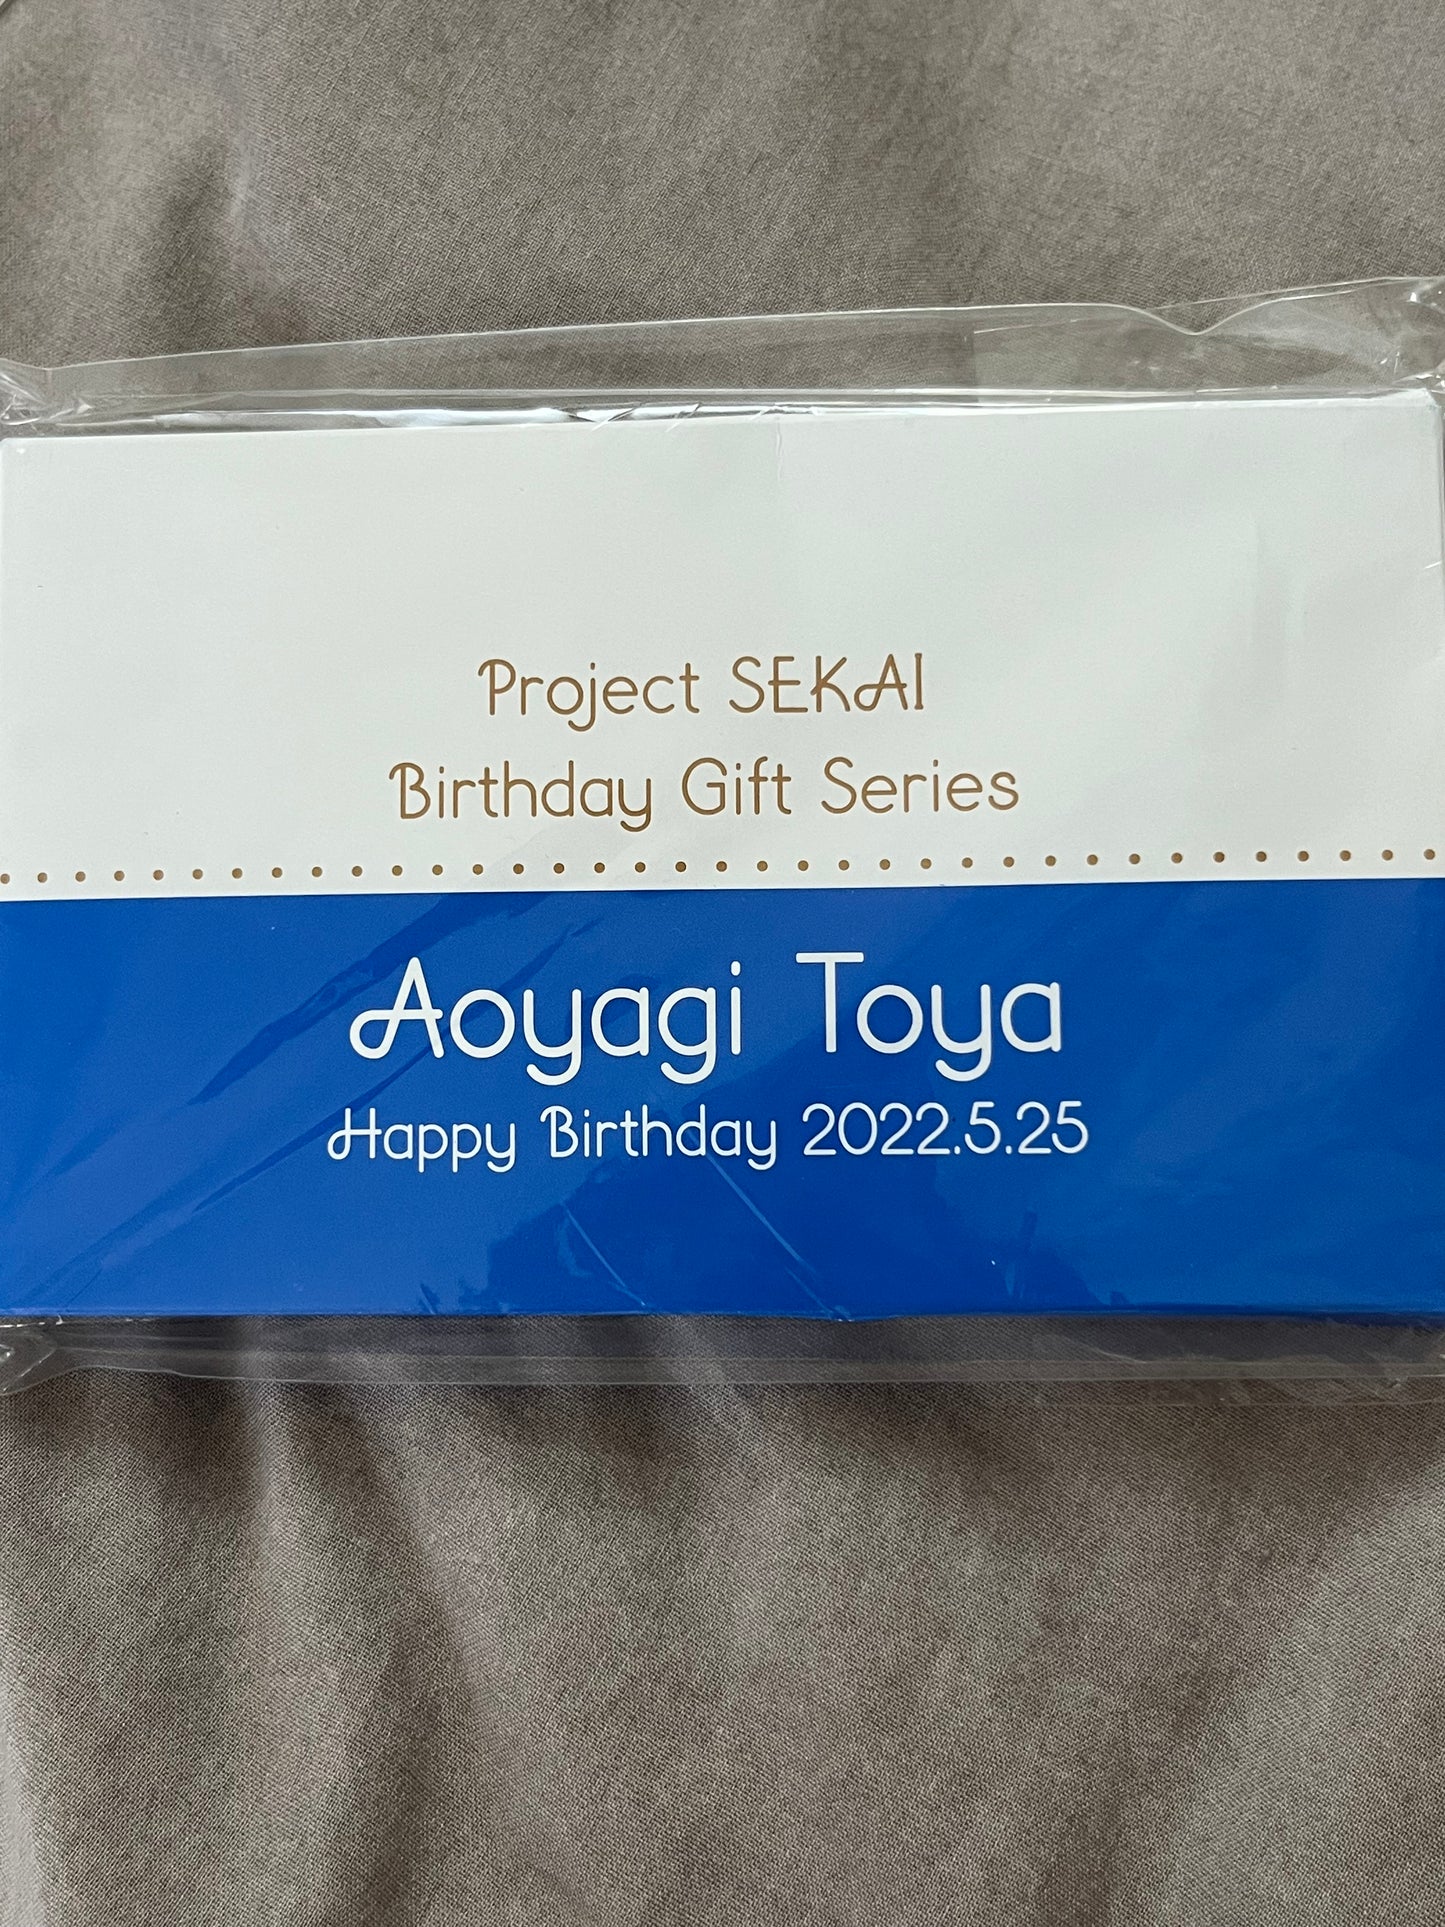 Project SEKAI
Birthday Gift Series
Aoyagi Toya
Happy Birthday 2022.5.25